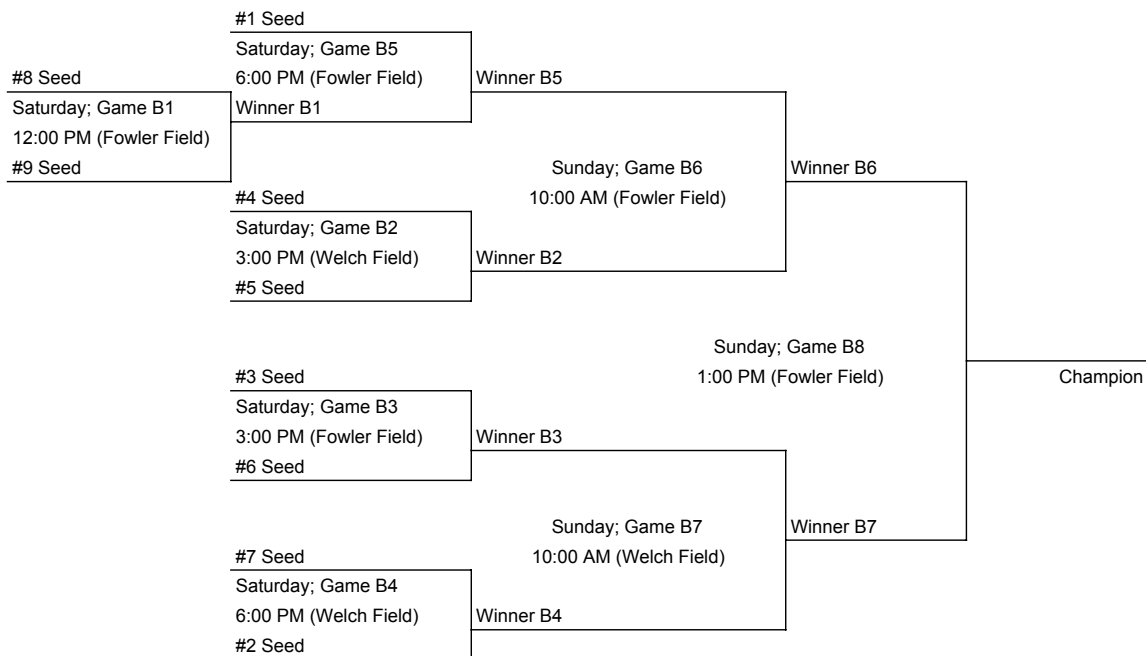 #1 Seed
Saturday; Game B5
6:00 PM (Fowler Field)
#8 Seed
Winner B5
Saturday; Game B1
Winner B1
12:00 PM (Fowler Field)
#9 Seed
Sunday; Game B6
Winner B6
10:00 AM (Fowler Field)
#4 Seed
Saturday; Game B2
3:00 PM (Welch Field)
Winner B2
#5 Seed
Sunday; Game B8
1:00 PM (Fowler Field)
Champion
#3 Seed
Saturday; Game B3
3:00 PM (Fowler Field)
Winner B3
#6 Seed
Sunday; Game B7
Winner B7
10:00 AM (Welch Field)
#7 Seed
Saturday; Game B4
6:00 PM (Welch Field)
Winner B4
#2 Seed